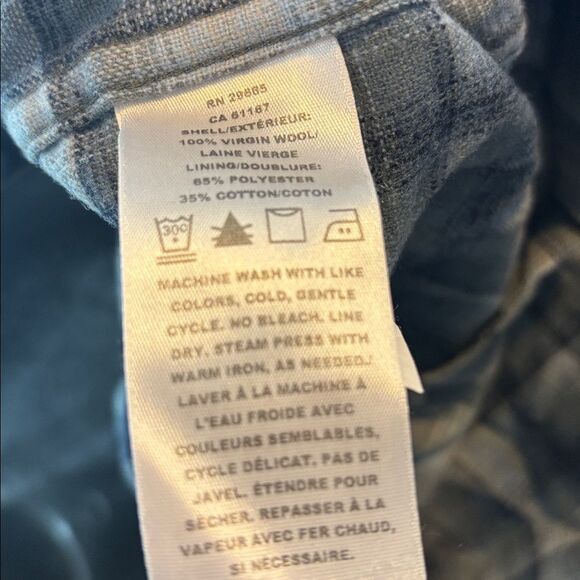 RN 29685
CA 61167
SHELL/EXTÉRIEUR:
100% VIRGIN WOOL/
LAINE VIERGE
LINING/DOUBLURE:
65% POLYESTER
35% COTTON/COTON
30C
MACHINE WASH WITH LIKE
COLORS, COLD, GENTLE
CYCLE. NO BLEACH. LINE
DRY. STEAM PRESS WITH
WARM IRON, AS NEEDED./
LAVER À LA MACHINE À
L'EAU FROIDE AVEC
COULEURS SEMBLABLES,
CYCLE DÉLICAT. PAS DE
JAVEL. ÉTENDRE POUR
SÉCHER. REPASSER À LA
VAPEUR AVEC FER CHAUD,
SI NÉCESSAIRE.